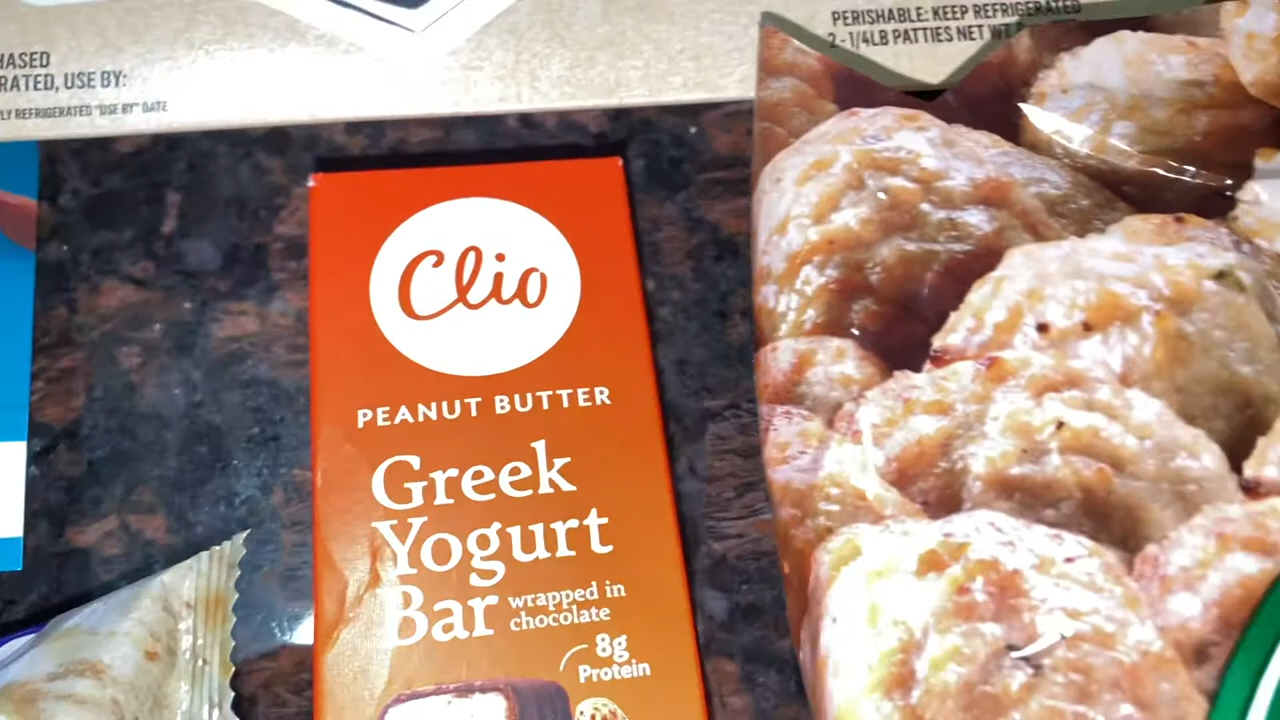 HASED
RATED, USE BY:
LY REFRIGERATED "USE BY" DATE
PERISHABLE: KEEP REFRIGERATED
2 - 1/4LB PATTIES NET WT
Clio
PEANUT BUTTER
Greek
Yogurt
Bar wrapped in
chocolate
8g
Protein